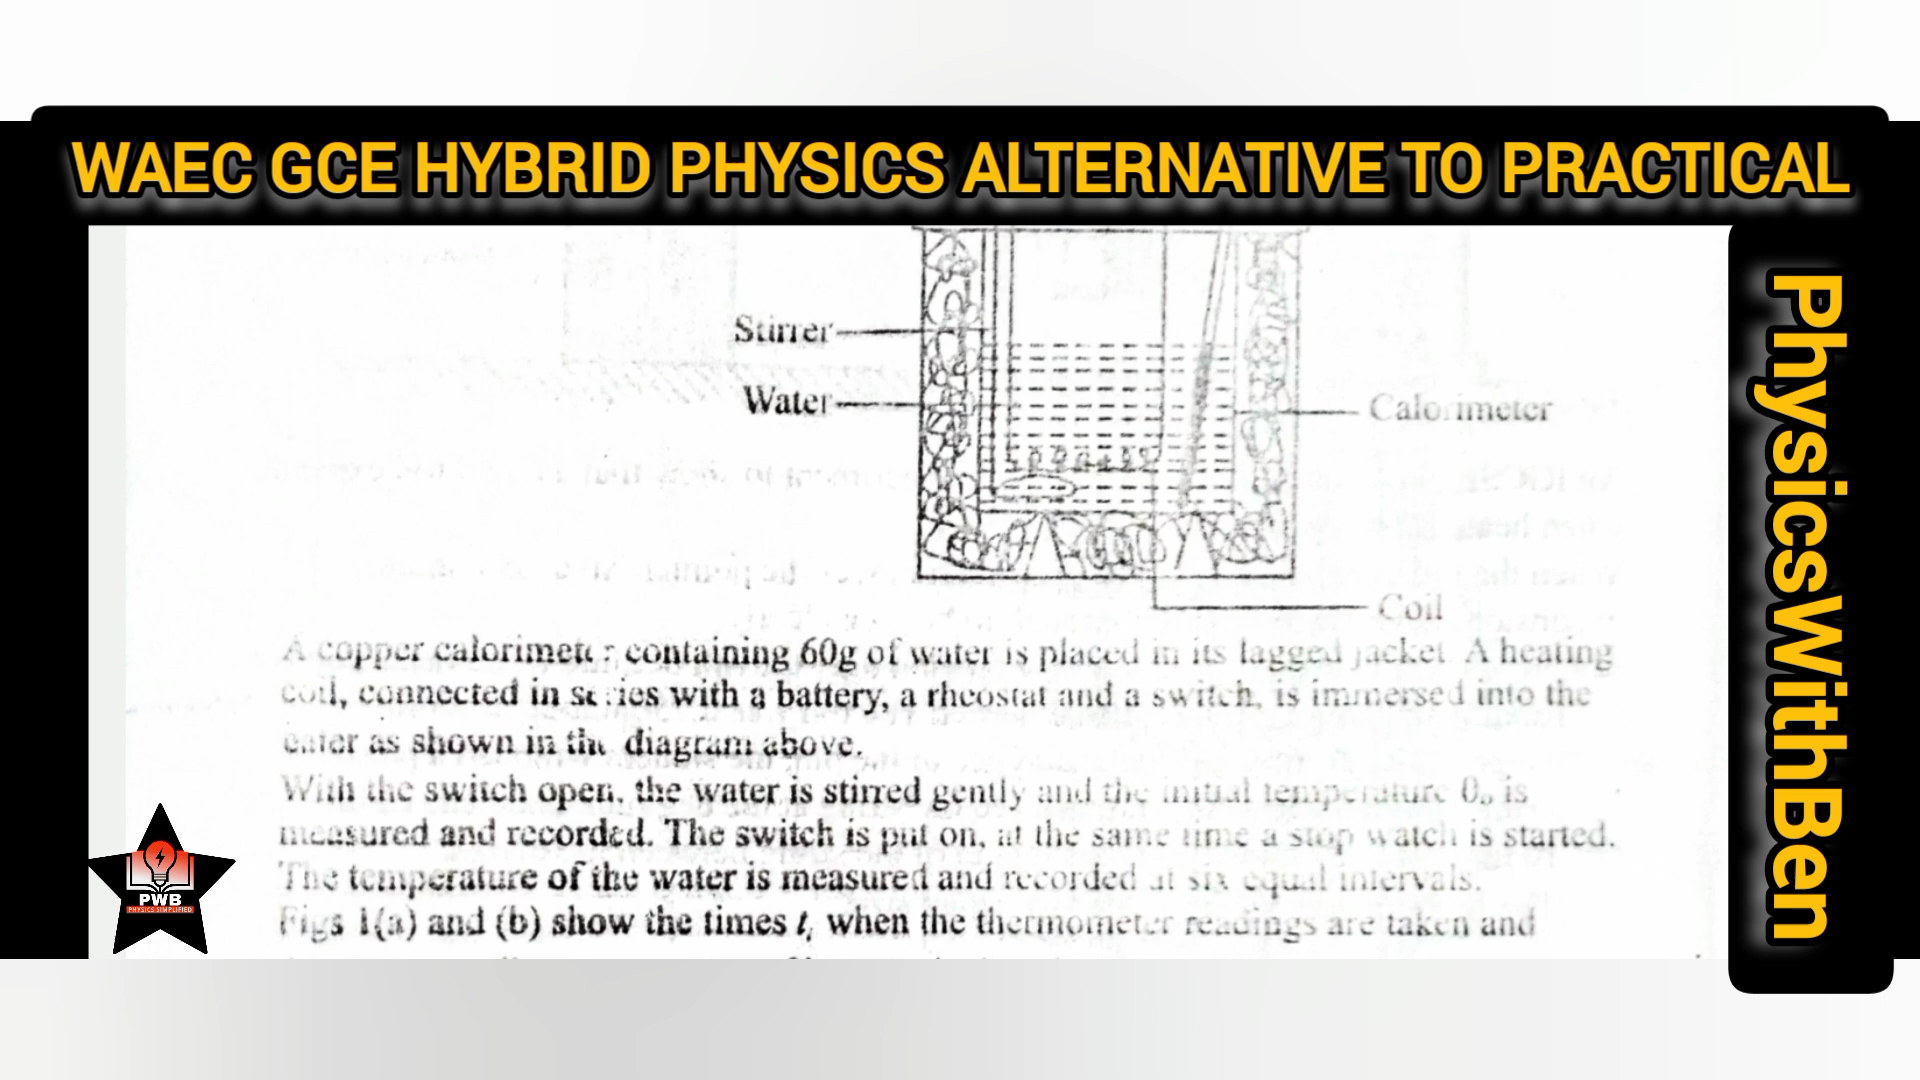 WAEC GCE HYBRID PHYSICS ALTERNATIVE TO PRACTICAL
Stirrer
Water
Calorimeter
Coil
A copper calorimeter containing 60g of water is placed in its lagged jacket. A heating
coil, connected in series with a battery, a rheostat and a switch, is immersed into the
eater as shown in the diagram above.
With the switch open, the water is stirred gently and the initial temperature θₒ is
measured and recorded. The switch is put on, at the same time a stop watch is started.
The temperature of the water is measured and recorded at six equal intervals.
Figs 1(a) and (b) show the times t, when the thermometer readings are taken and
PhysicsWithBen
PWB
PHYSICS SIMPLIFIED